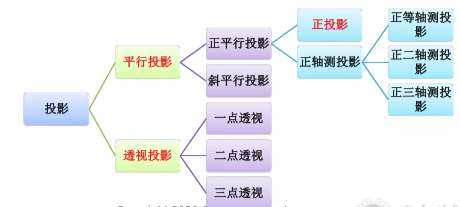 投影
平行投影
正平行投影
正投影
正轴测投影
正等轴测投
影
正二轴测投
影
正三轴测投
影
斜平行投影
透视投影
一点透视
二点透视
三点透视